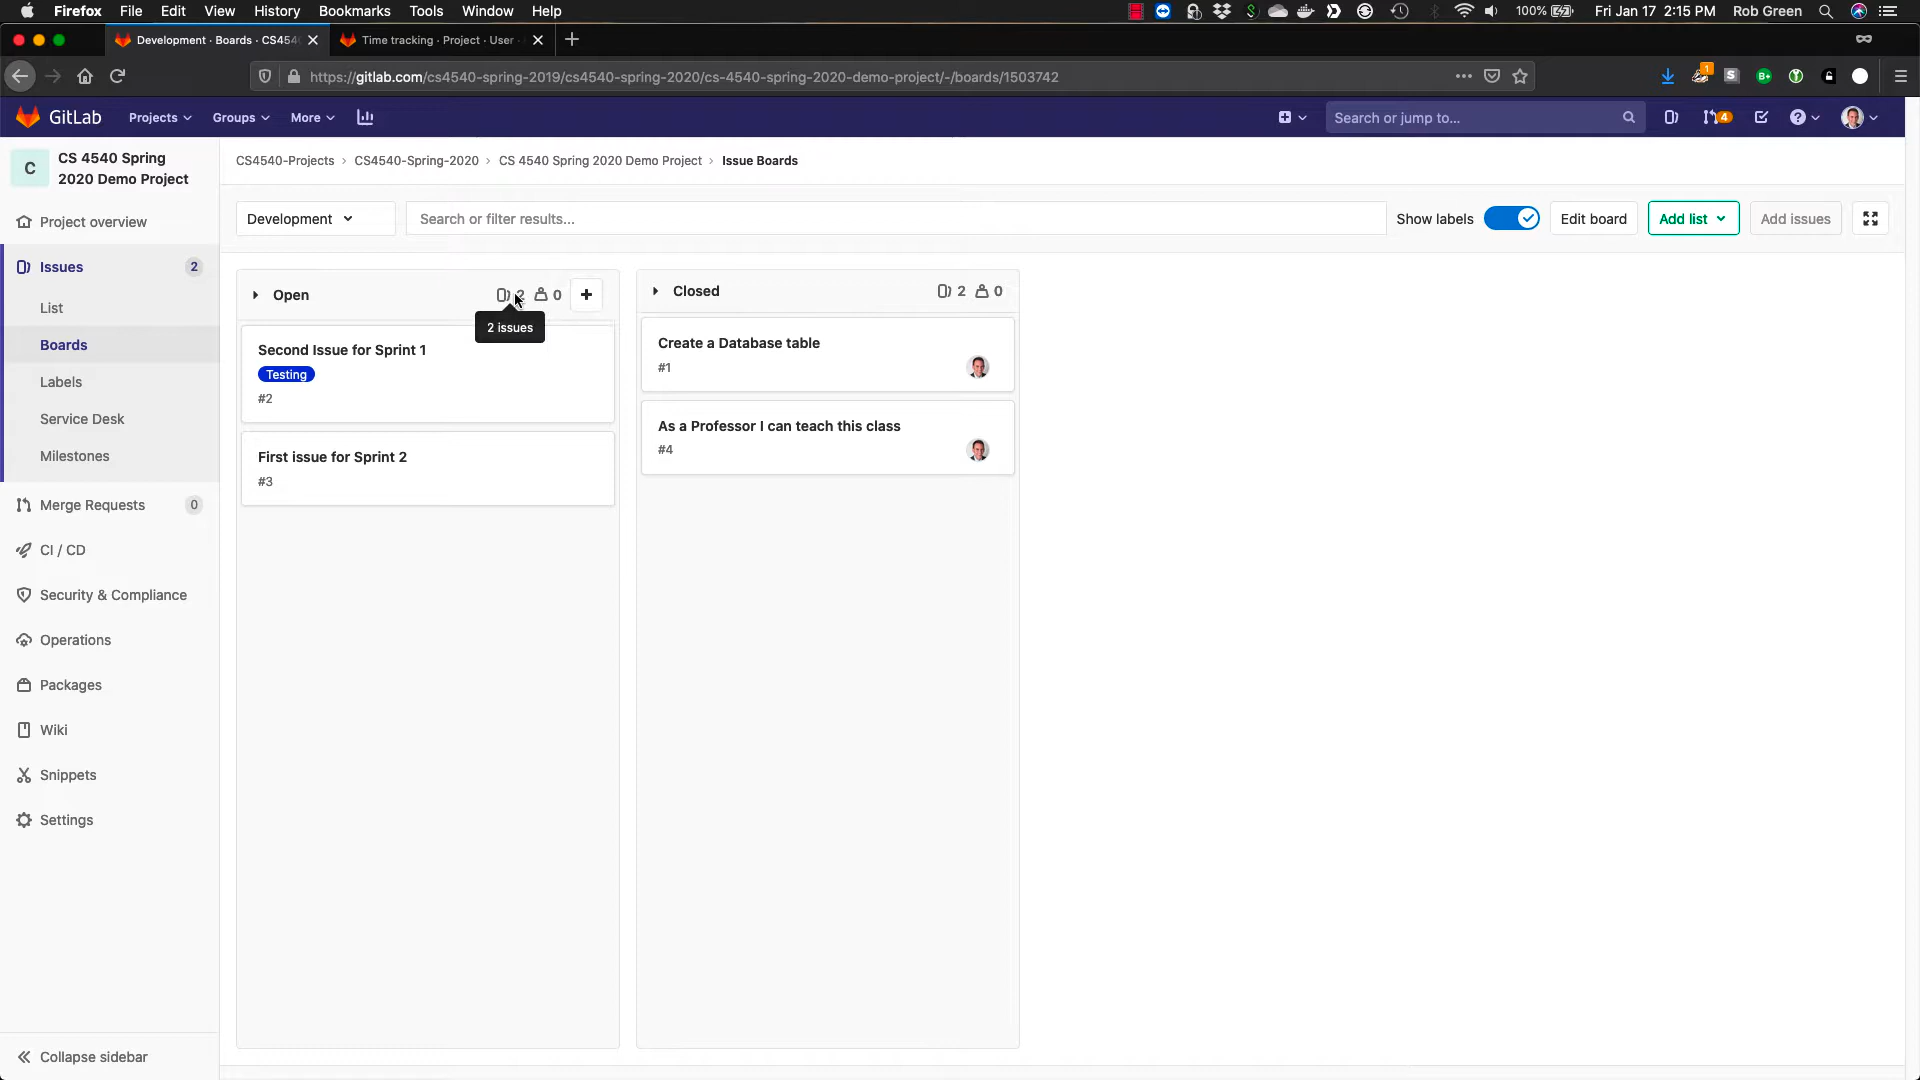 Firefox File Edit View History Bookmarks Tools Window Help 100% Fri Jan 17 2:15 PM Rob Green
Development · Boards · CS454 Time tracking · Project · User ·
https://gitlab.com/cs4540-spring-2019/cs4540-spring-2020/cs-4540-spring-2020-demo-project/-/boards/1503742
GitLab Projects Groups More Search or jump to... 4
C CS 4540 Spring
2020 Demo Project
CS4540-Projects › CS4540-Spring-2020 › CS 4540 Spring 2020 Demo Project › Issue Boards
Project overview
Issues 2
List
Boards
Labels
Service Desk
Milestones
Merge Requests 0
CI / CD
Security & Compliance
Operations
Packages
Wiki
Snippets
Settings
Collapse sidebar
Development Search or filter results... Show labels Edit board Add list Add issues
Open 2 0
2 issues
Second Issue for Sprint 1
Testing
#2
First issue for Sprint 2
#3
Closed 2 0
Create a Database table
#1
As a Professor I can teach this class
#4